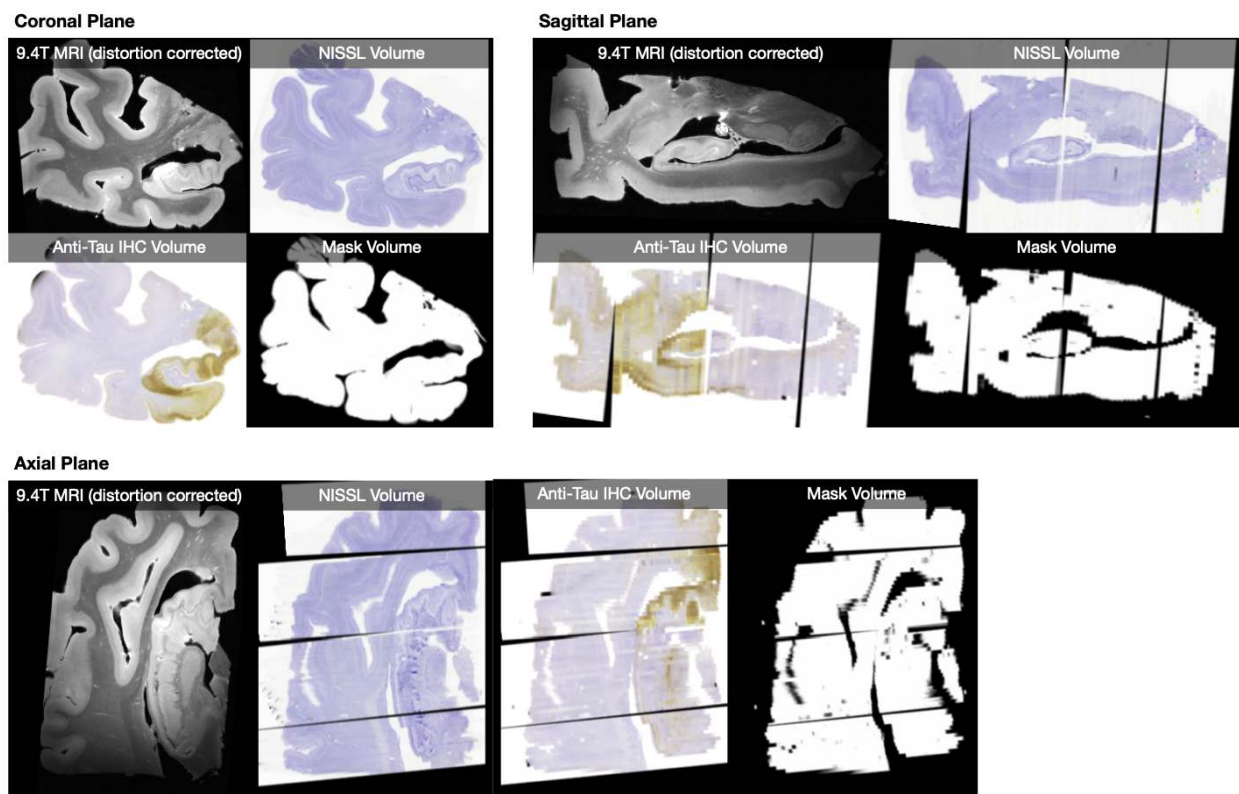 Coronal Plane
9.4T MRI (distortion corrected)
NISSL Volume
Anti-Tau IHC Volume
Mask Volume
Sagittal Plane
9.4T MRI (distortion corrected)
NISSL Volume
Anti-Tau IHC Volume
Mask Volume
Axial Plane
9.4T MRI (distortion corrected)
NISSL Volume
Anti-Tau IHC Volume
Mask Volume